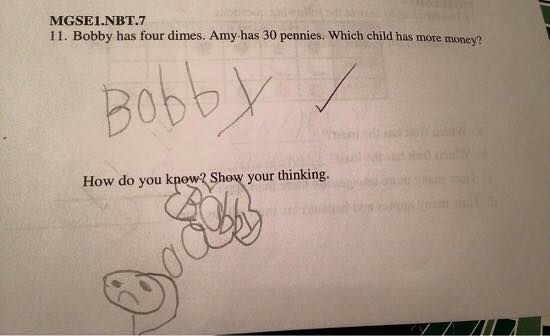 MGSE1.NBT.7
11. Bobby has four dimes. Amy has 30 pennies. Which child has more money?
Bobby
How do you know? Show your thinking.
Bobby